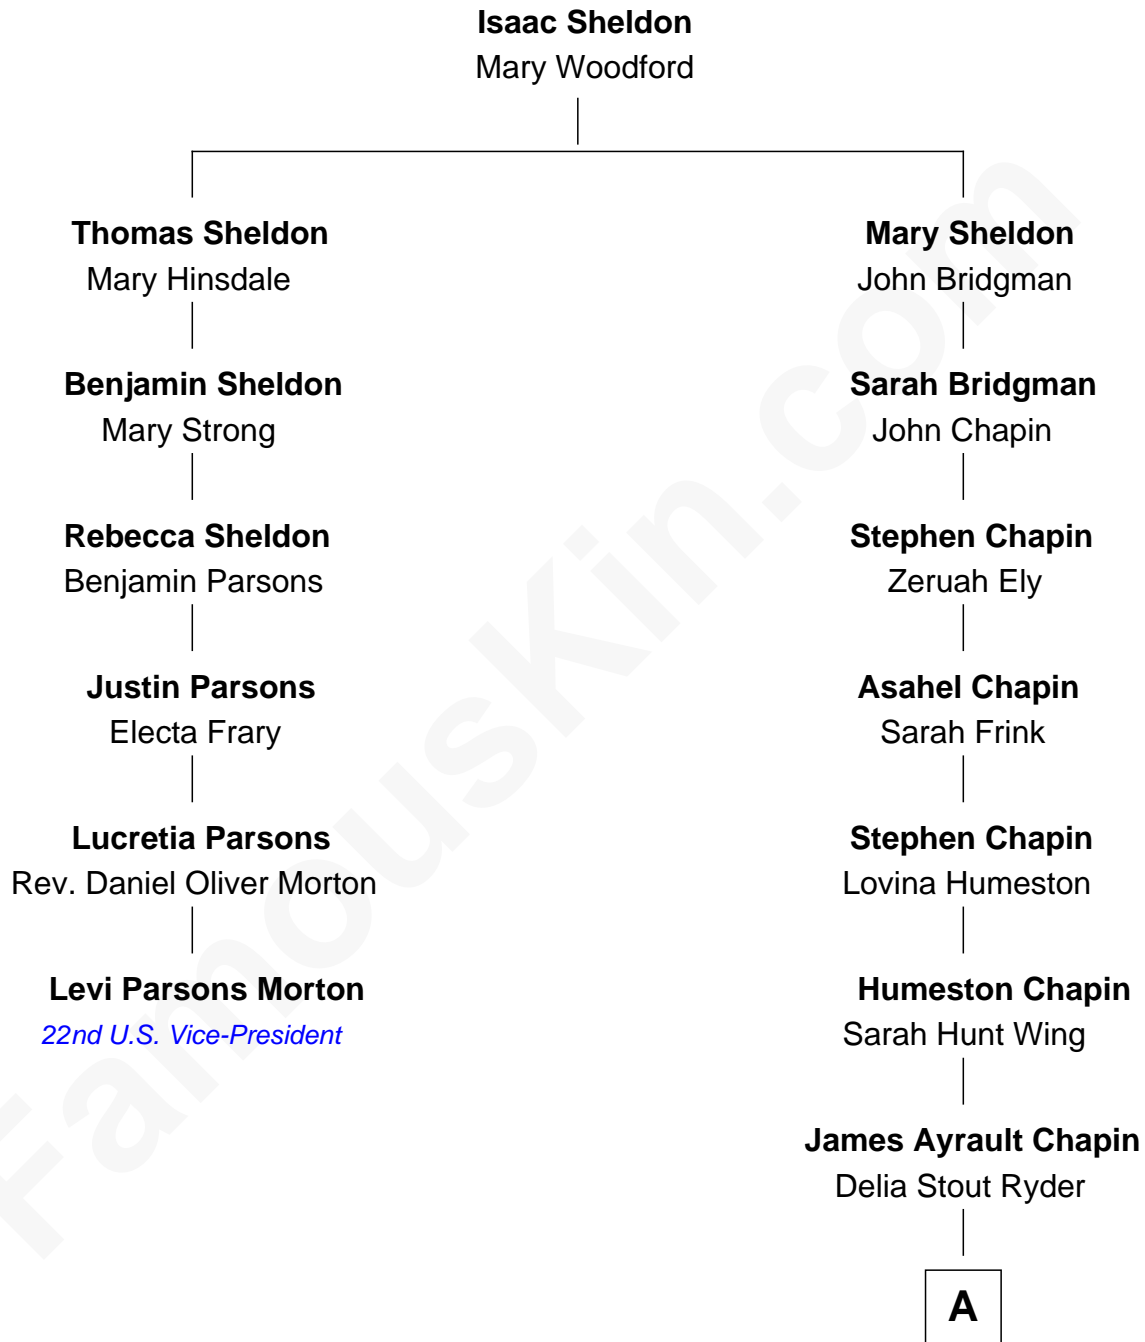 Isaac Sheldon
Mary Woodford
Thomas Sheldon
Mary Hinsdale
Benjamin Sheldon
Mary Strong
Rebecca Sheldon
Benjamin Parsons
Justin Parsons
Electa Frary
Lucretia Parsons
Rev. Daniel Oliver Morton
Levi Parsons Morton
22nd U.S. Vice-President
Mary Sheldon
John Bridgman
Sarah Bridgman
John Chapin
Stephen Chapin
Zeruah Ely
Asahel Chapin
Sarah Frink
Stephen Chapin
Lovina Humeston
Humeston Chapin
Sarah Hunt Wing
James Ayrault Chapin
Delia Stout Ryder
A
FamousKin.com